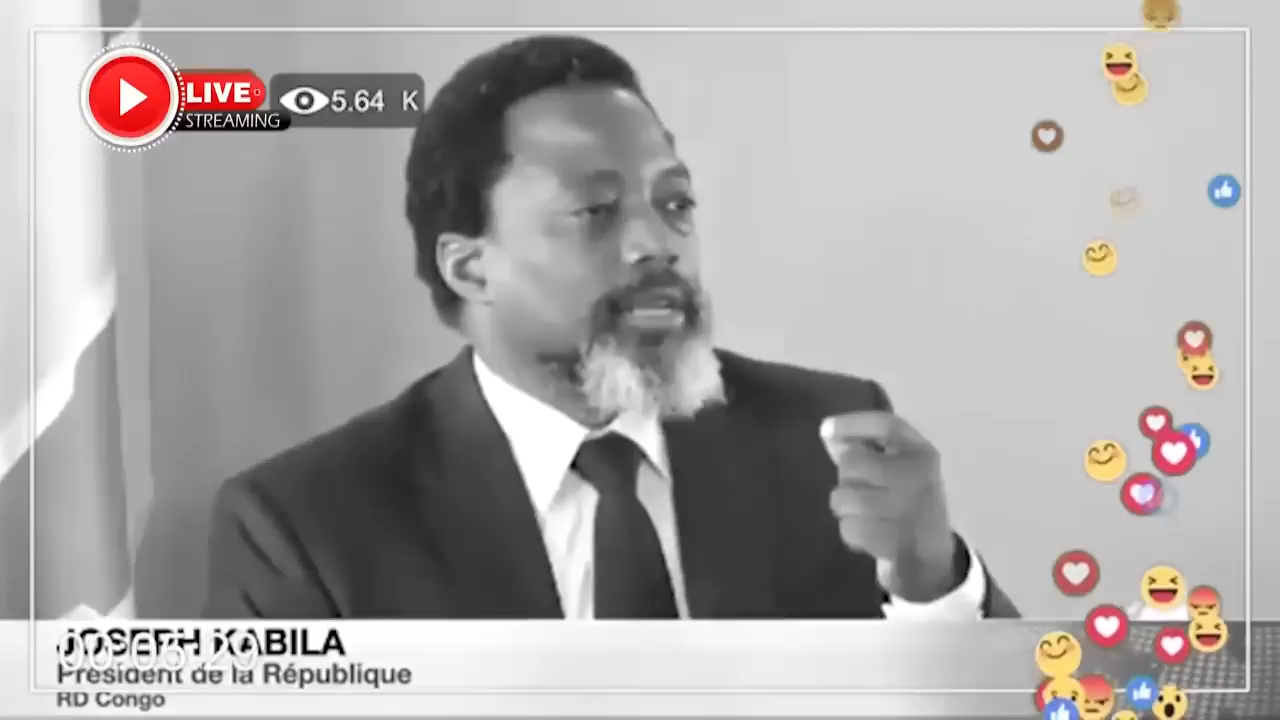 LIVE
STREAMING
5.64 K
JOSEPH KABILA
Président de la République
RD Congo